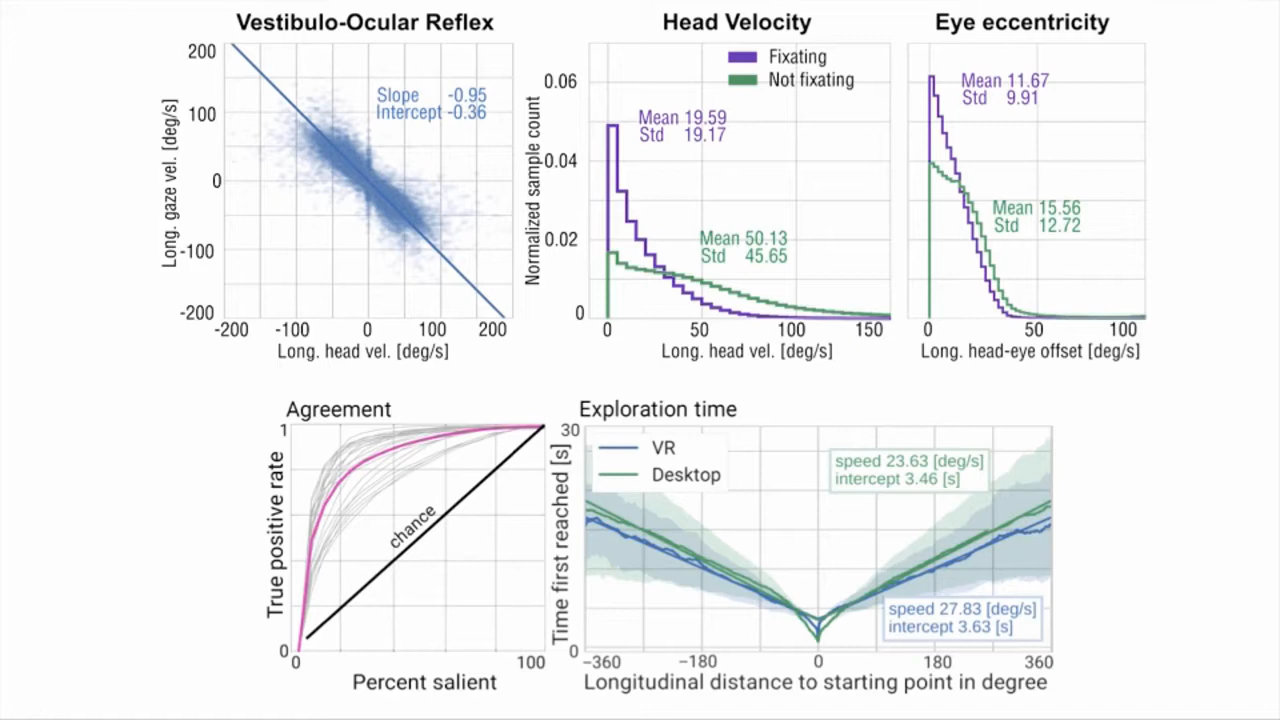 Vestibulo-Ocular Reflex
Long. gaze vel. [deg/s]
200
100
0
-100
-200
Slope -0.95
Intercept -0.36
-200 -100 0 100 200
Long. head vel. [deg/s]
Head Velocity
Normalized sample count
0.06
0.04
0.02
0
Fixating
Not fixating
Mean 19.59
Std 19.17
Mean 50.13
Std 45.65
0 50 100 150
Long. head vel. [deg/s]
Eye eccentricity
Mean 11.67
Std 9.91
Mean 15.56
Std 12.72
0 50 100
Long. head-eye offset [deg/s]
Agreement
True positive rate
1
0
chance
0 100
Percent salient
Exploration time
Time first reached [s]
30
0
VR
Desktop
speed 23.63 [deg/s]
intercept 3.46 [s]
speed 27.83 [deg/s]
intercept 3.63 [s]
−360 −180 0 180 360
Longitudinal distance to starting point in degree